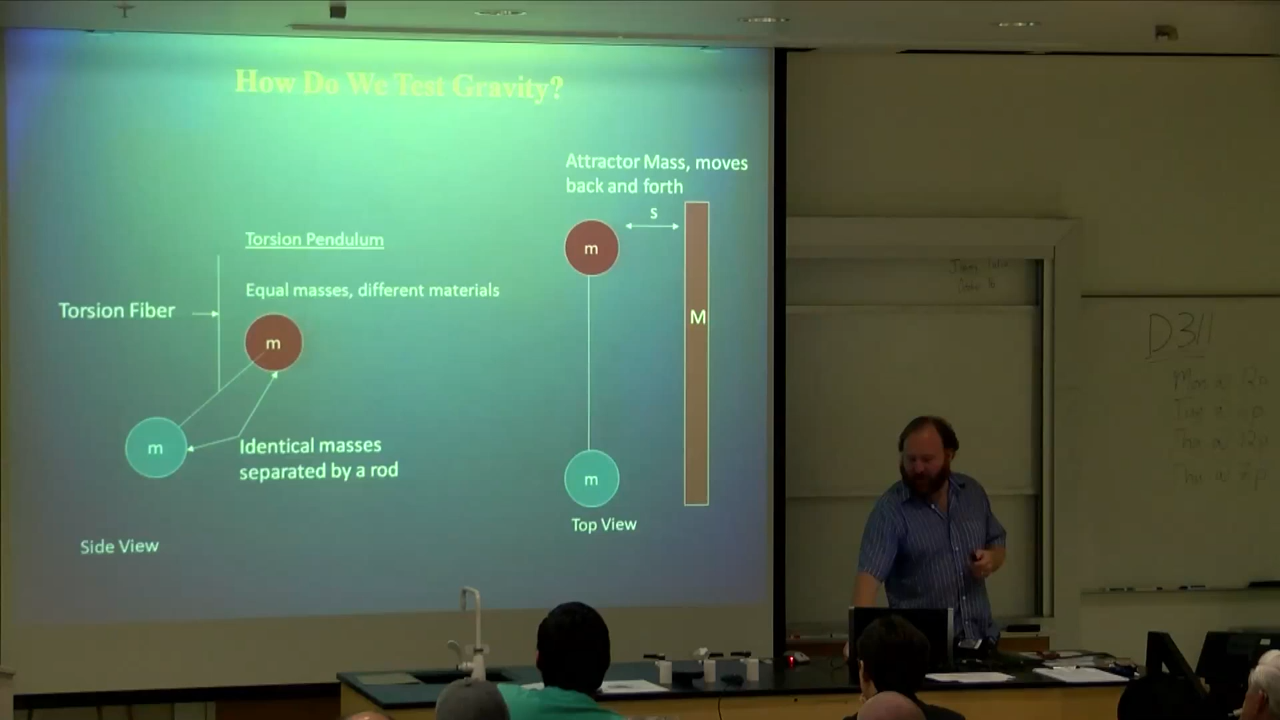 How Do We Test Gravity?
Attractor Mass, moves
back and forth
s
m
M
m
Top View
Torsion Pendulum
Equal masses, different materials
Torsion Fiber
m
m
Identical masses
separated by a rod
Side View
D311